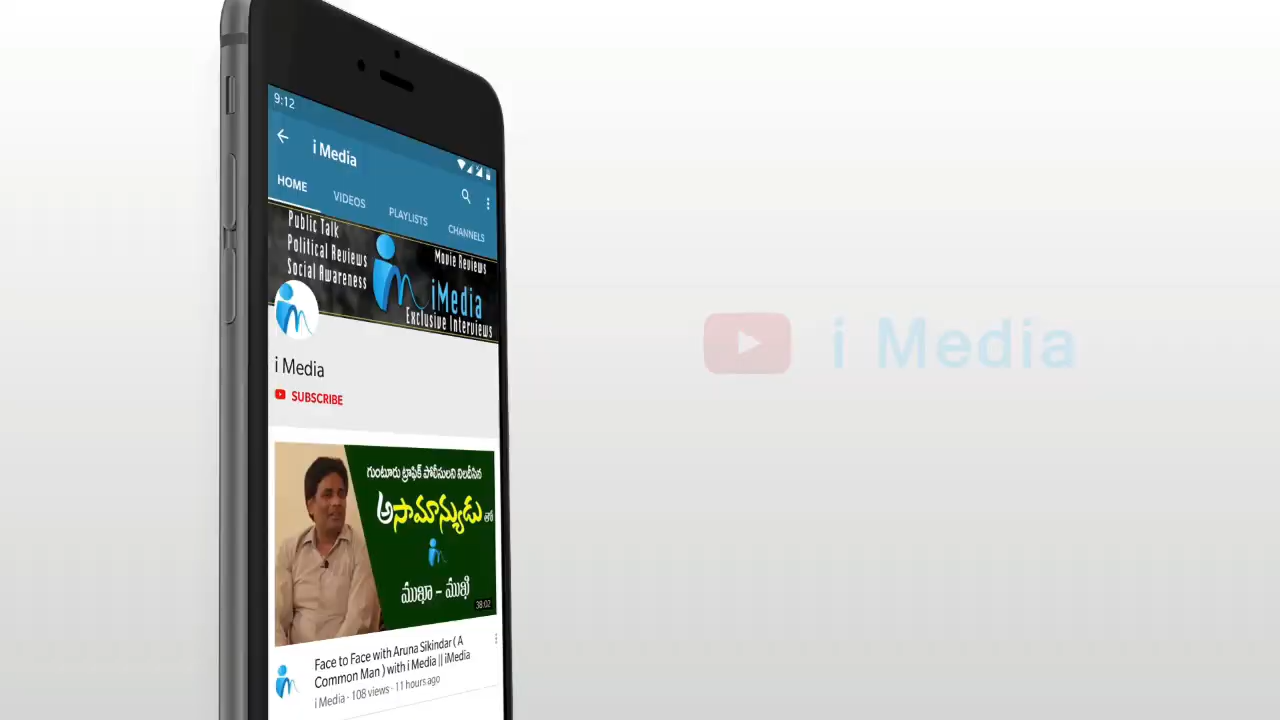 9:12
i Media
HOME
VIDEOS
PLAYLISTS
CHANNELS
Public Talk
Political Reviews
Social Awareness
Movie Reviews
iMedia
Exclusive Interviews
i Media
SUBSCRIBE
గుంటూరు ట్రాఫిక్ పోలీసులని నిలదీసిన
అసామాన్యుడు తో
ముఖా - ముఖి
38:02
Face to Face with Aruna Sikindar ( A
Common Man ) with i Media || iMedia
i Media · 108 views · 11 hours ago
i Media